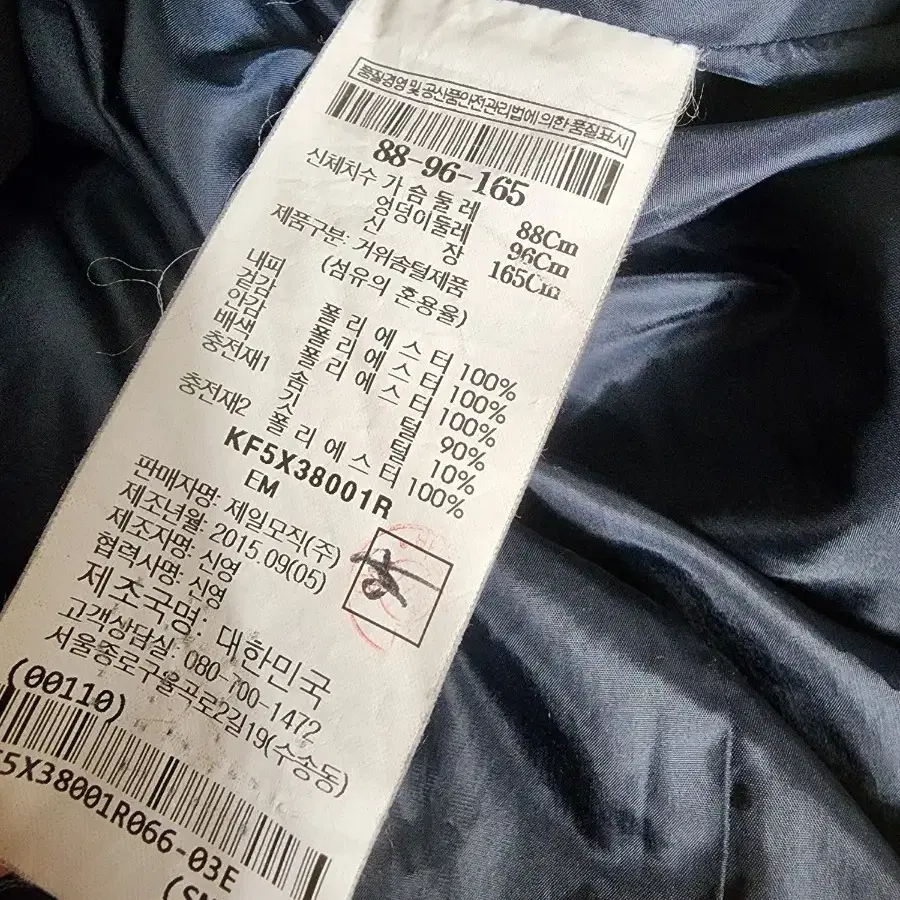 품질경영 및 공산품안전관리법에 의한 품질표시
88-96-165
신체치수 가슴둘레 88Cm
엉덩이둘레 96Cm
신 장 165Cm
제품구분: 거위솜털제품
(섬유의 혼용율)
내피
겉감 폴리에스터 100%
안감 폴리에스터 100%
배색 폴리에스터 100%
충전재1 솜 털 90%
깃 털 10%
충전재2 폴리에스터 100%
KF5X38001R
EM
판매자명: 제일모직(주)
제조년월: 2015.09(05)
제조자명: 신영
협력사명: 신영
제조국명: 대한민국
고객상담실: 080-700-1472
서울종로구율곡로2길19(수송동)
(00110)
5X38001R066-03E